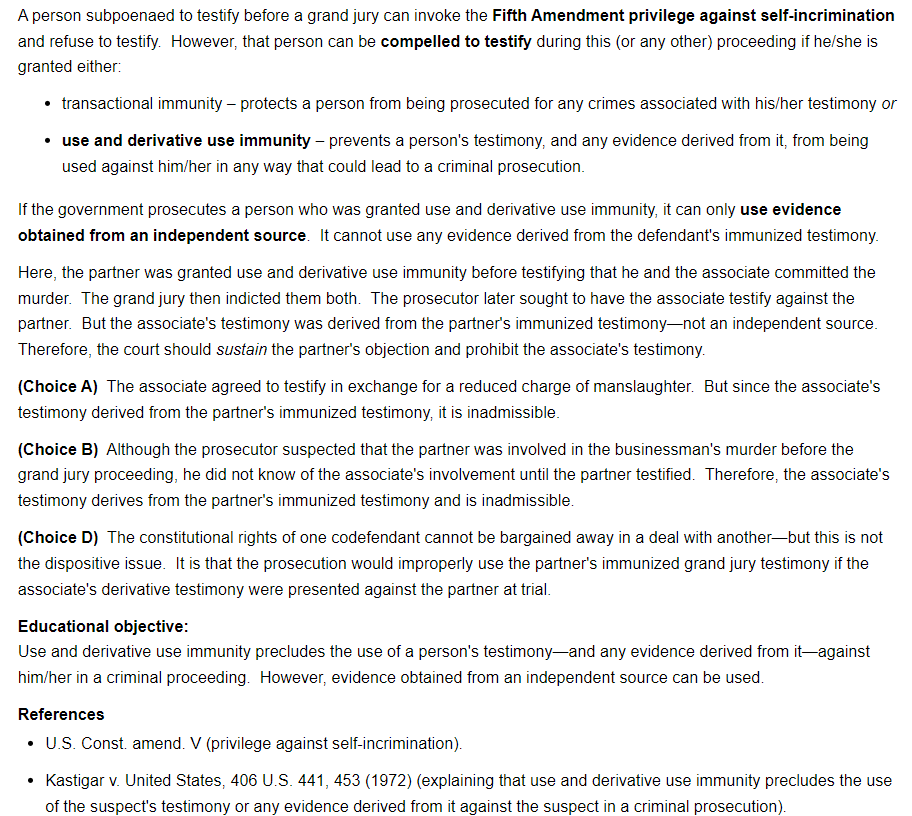 A person subpoenaed to testify before a grand jury can invoke the Fifth Amendment privilege against self-incrimination
and refuse to testify.  However, that person can be compelled to testify during this (or any other) proceeding if he/she is
granted either:
• transactional immunity – protects a person from being prosecuted for any crimes associated with his/her testimony or
• use and derivative use immunity – prevents a person's testimony, and any evidence derived from it, from being
used against him/her in any way that could lead to a criminal prosecution.
If the government prosecutes a person who was granted use and derivative use immunity, it can only use evidence
obtained from an independent source.  It cannot use any evidence derived from the defendant's immunized testimony.
Here, the partner was granted use and derivative use immunity before testifying that he and the associate committed the
murder.  The grand jury then indicted them both.  The prosecutor later sought to have the associate testify against the
partner.  But the associate's testimony was derived from the partner's immunized testimony—not an independent source.
Therefore, the court should sustain the partner's objection and prohibit the associate's testimony.
(Choice A)  The associate agreed to testify in exchange for a reduced charge of manslaughter.  But since the associate's
testimony derived from the partner's immunized testimony, it is inadmissible.
(Choice B)  Although the prosecutor suspected that the partner was involved in the businessman's murder before the
grand jury proceeding, he did not know of the associate's involvement until the partner testified.  Therefore, the associate's
testimony derives from the partner's immunized testimony and is inadmissible.
(Choice D)  The constitutional rights of one codefendant cannot be bargained away in a deal with another—but this is not
the dispositive issue.  It is that the prosecution would improperly use the partner's immunized grand jury testimony if the
associate's derivative testimony were presented against the partner at trial.
Educational objective:
Use and derivative use immunity precludes the use of a person's testimony—and any evidence derived from it—against
him/her in a criminal proceeding.  However, evidence obtained from an independent source can be used.
References
• U.S. Const. amend. V (privilege against self-incrimination).
• Kastigar v. United States, 406 U.S. 441, 453 (1972) (explaining that use and derivative use immunity precludes the use
of the suspect's testimony or any evidence derived from it against the suspect in a criminal prosecution).